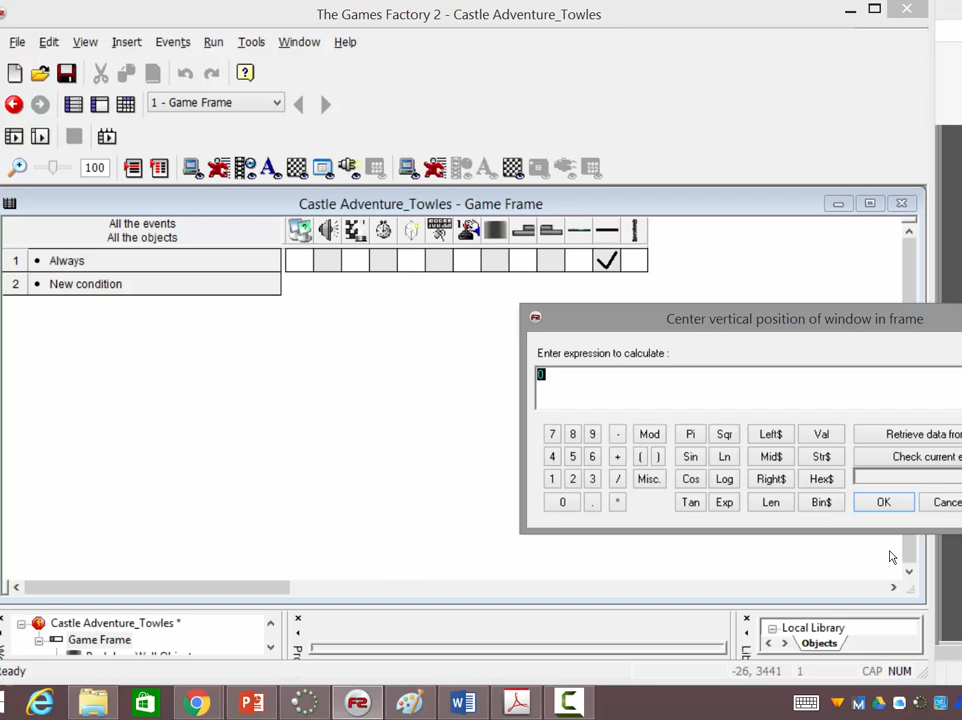 The Games Factory 2 - Castle Adventure_Towles
File Edit View Insert Events Run Tools Window Help
1 - Game Frame
100
Castle Adventure_Towles - Game Frame
All the events
All the objects
1 • Always
2 • New condition
Center vertical position of window in frame
Enter expression to calculate :
0
7 8 9 - Mod Pi Sqr Left$ Val Retrieve data from
4 5 6 + ( ) Sin Ln Mid$ Str$ Check current e
1 2 3 / Misc. Cos Log Right$ Hex$
0 . * Tan Exp Len Bin$ OK Cance
Castle Adventure_Towles *
Game Frame
Local Library
Objects
eady
-26, 3441 1 CAP NUM